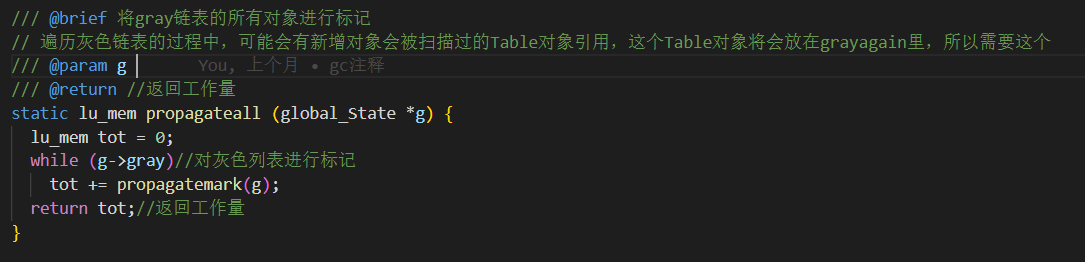 /// @brief 将gray链表的所有对象进行标记
// 遍历灰色链表的过程中，可能会有新增对象会被扫描过的Table对象引用，这个Table对象将会放在grayagain里，所以需要这个
/// @param g You, 上个月 • gc注释
/// @return //返回工作量
static lu_mem propagateall (global_State *g) {
  lu_mem tot = 0;
  while (g->gray)//对灰色列表进行标记
    tot += propagatemark(g);
  return tot;//返回工作量
}